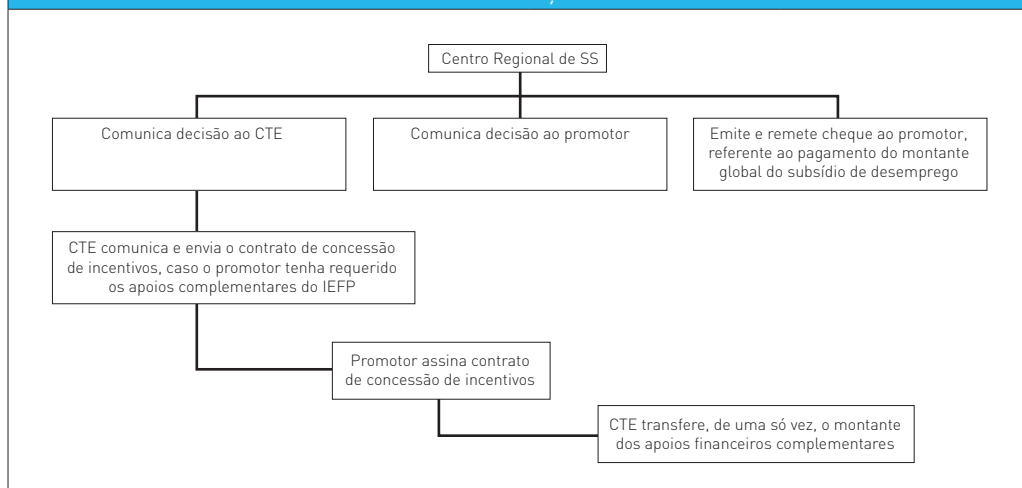 Centro Regional de SS
Comunica decisão ao CTE
Comunica decisão ao promotor
Emite e remete cheque ao promotor,
referente ao pagamento do montante
global do subsídio de desemprego
CTE comunica e envia o contrato de concessão
de incentivos, caso o promotor tenha requerido
os apoios complementares do IEFP
Promotor assina contrato
de concessão de incentivos
CTE transfere, de uma só vez, o montante
dos apoios financeiros complementares